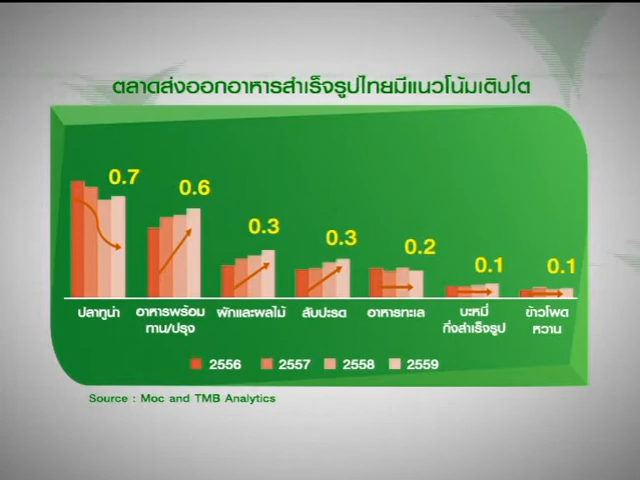 ตลาดส่งออกอาหารสำเร็จรูปไทยมีแนวโน้มเติบโต
0.7
0.6
0.3
0.3
0.2
0.1
0.1
ปลาทูน่า
อาหารพร้อม
ทาน/ปรุง
ผักและผลไม้
สับปะรด
อาหารทะเล
บะหมี่
กึ่งสำเร็จรูป
ข้าวโพด
หวาน
2556 2557 2558 2559
Source : Moc and TMB Analytics